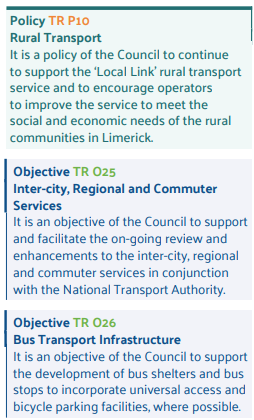 Policy TR P10
Rural Transport
It is a policy of the Council to continue
to support the ‘Local Link’ rural transport
service and to encourage operators
to improve the service to meet the
social and economic needs of the rural
communities in Limerick.
Objective TR O25
Inter-city, Regional and Commuter
Services
It is an objective of the Council to support
and facilitate the on-going review and
enhancements to the inter-city, regional
and commuter services in conjunction
with the National Transport Authority.
Objective TR O26
Bus Transport Infrastructure
It is an objective of the Council to support
the development of bus shelters and bus
stops to incorporate universal access and
bicycle parking facilities, where possible.